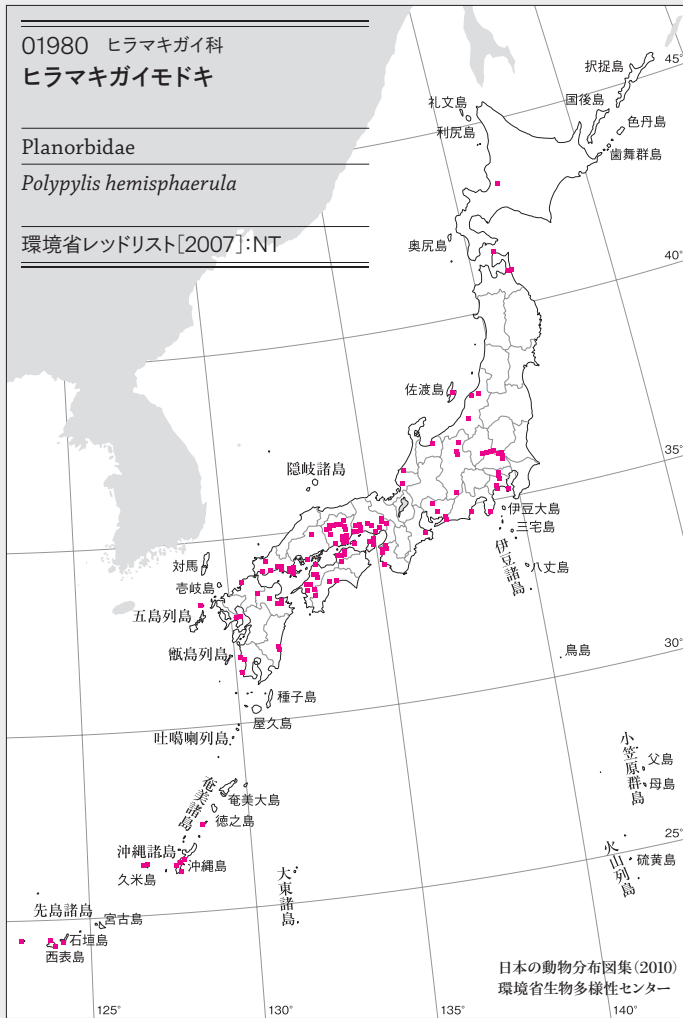 01980 ヒラマキガイ科
ヒラマキガイモドキ
Planorbidae
Polypylis hemisphaerula
環境省レッドリスト[2007]:NT
45°
択捉島
国後島
礼文島
色丹島
利尻島
歯舞群島
奥尻島
40°
佐渡島
35°
隠岐諸島
伊豆大島
三宅島
伊豆諸島
八丈島
対馬
壱岐島
五島列島
甑島列島
鳥島
30°
種子島
屋久島
吐噶喇列島
小笠原群島
父島
母島
奄美諸島
奄美大島
徳之島
25°
沖縄諸島
沖縄島
久米島
火山列島
硫黄島
大東諸島
先島諸島
宮古島
石垣島
西表島
日本の動物分布図集(2010)
環境省生物多様性センター
125°
130°
135°
140°